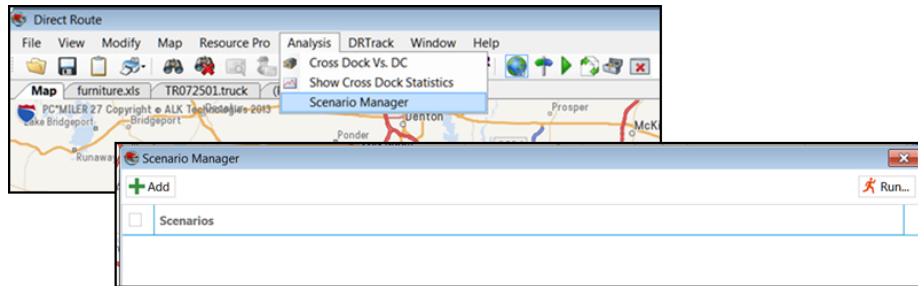 Direct Route
File View Modify Map Resource Pro Analysis DRTrack Window Help
Cross Dock Vs. DC
Show Cross Dock Statistics
Scenario Manager
Map furniture.xls TR072501.truck
PC*MILER 27 Copyright © ALK Technologies 2013
Lake Bridgeport
Bridgeport
Denton
Prosper
McKi
Ponder
Runawa
Scenario Manager
Add
Run...
Scenarios